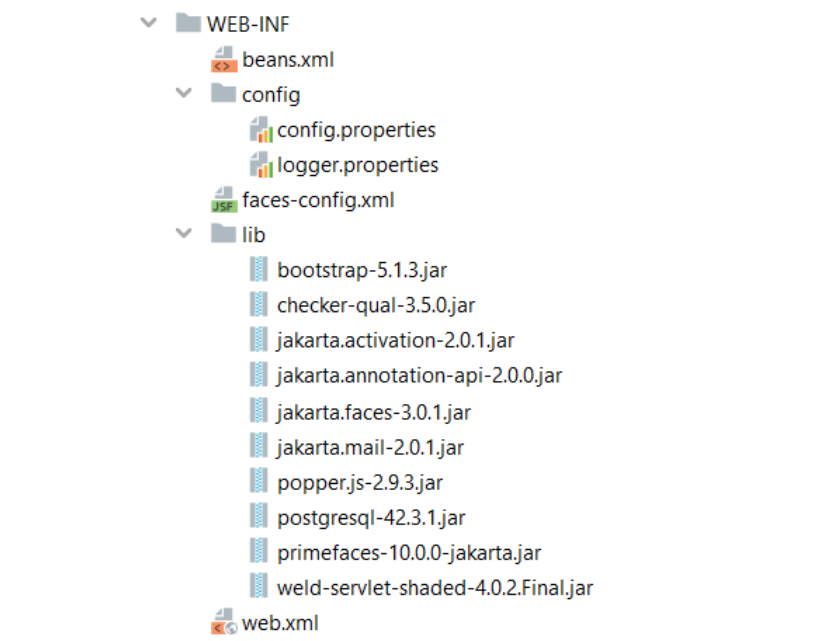 WEB-INF
beans.xml
config
config.properties
logger.properties
JSF faces-config.xml
lib
bootstrap-5.1.3.jar
checker-qual-3.5.0.jar
jakarta.activation-2.0.1.jar
jakarta.annotation-api-2.0.0.jar
jakarta.faces-3.0.1.jar
jakarta.mail-2.0.1.jar
popper.js-2.9.3.jar
postgresql-42.3.1.jar
primefaces-10.0.0-jakarta.jar
weld-servlet-shaded-4.0.2.Final.jar
web.xml